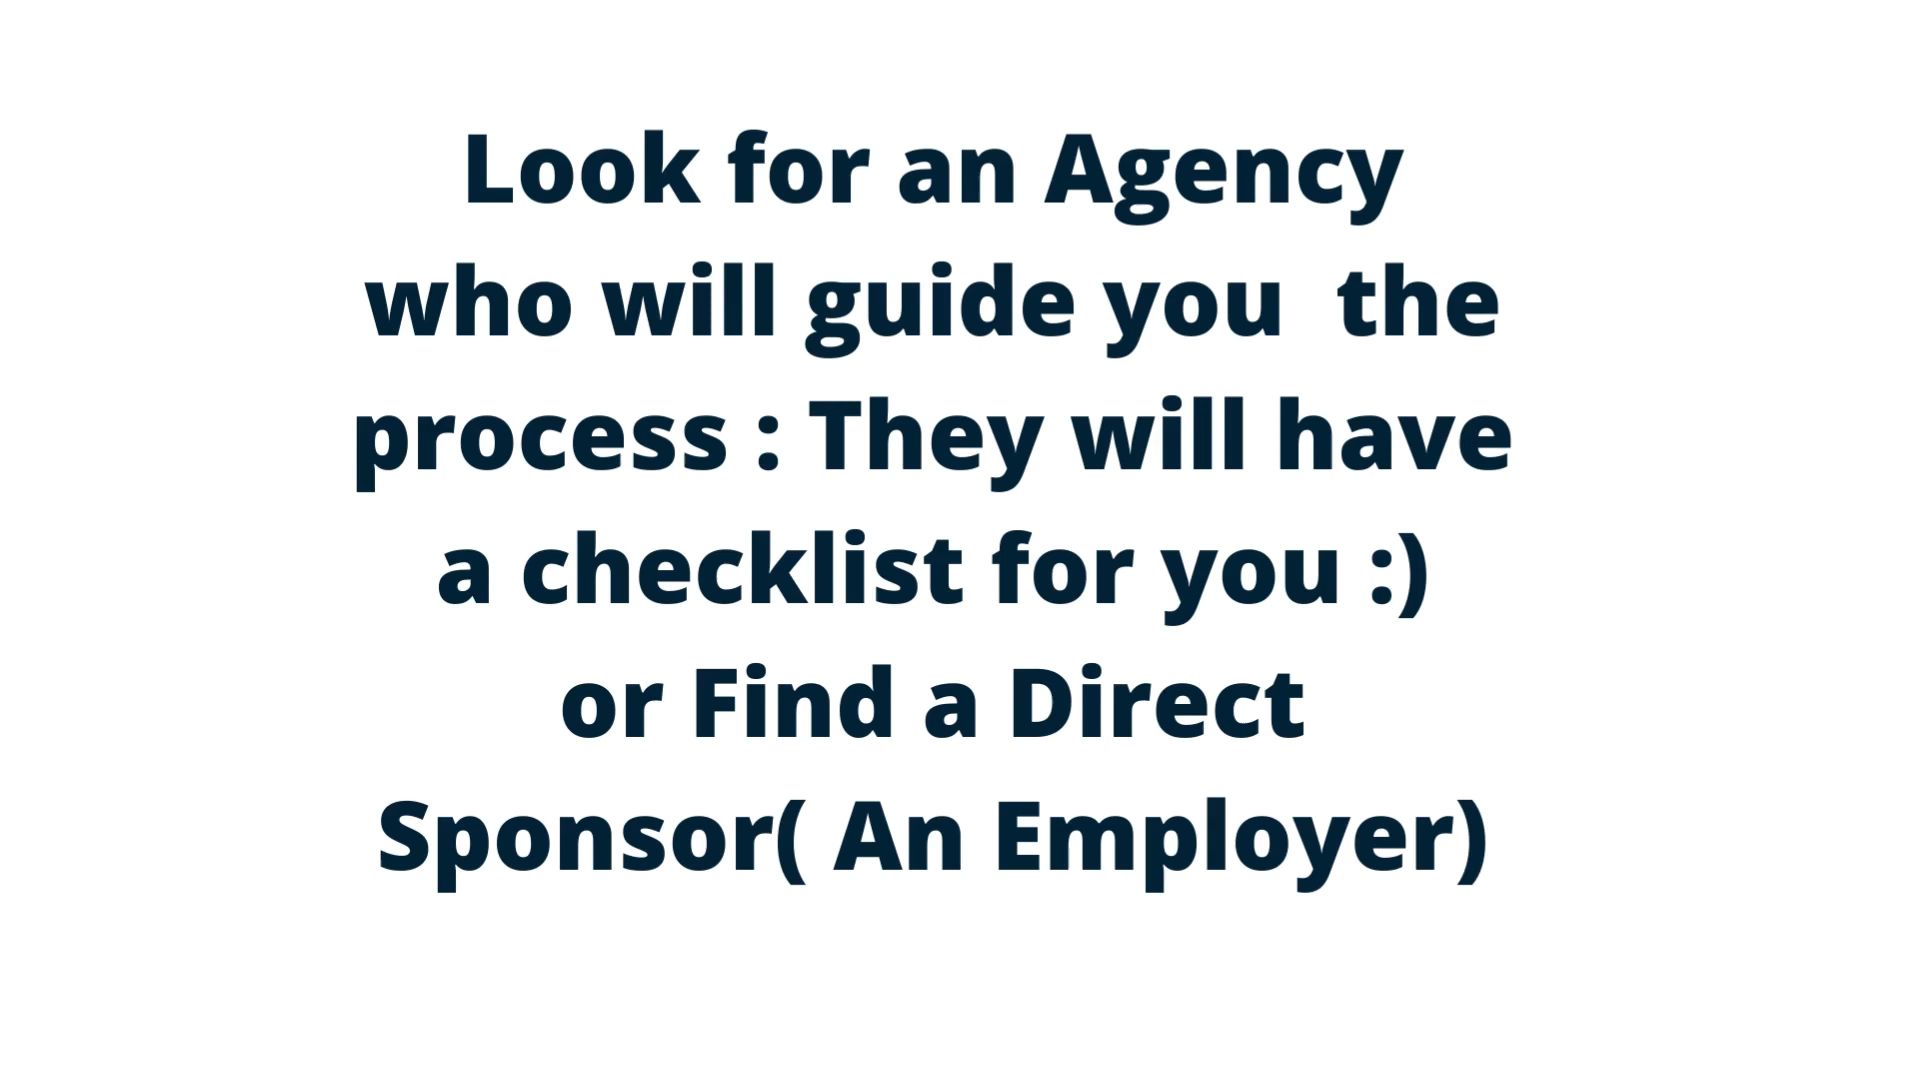 Look for an Agency
who will guide you  the
process : They will have
a checklist for you :)
or Find a Direct
Sponsor( An Employer)